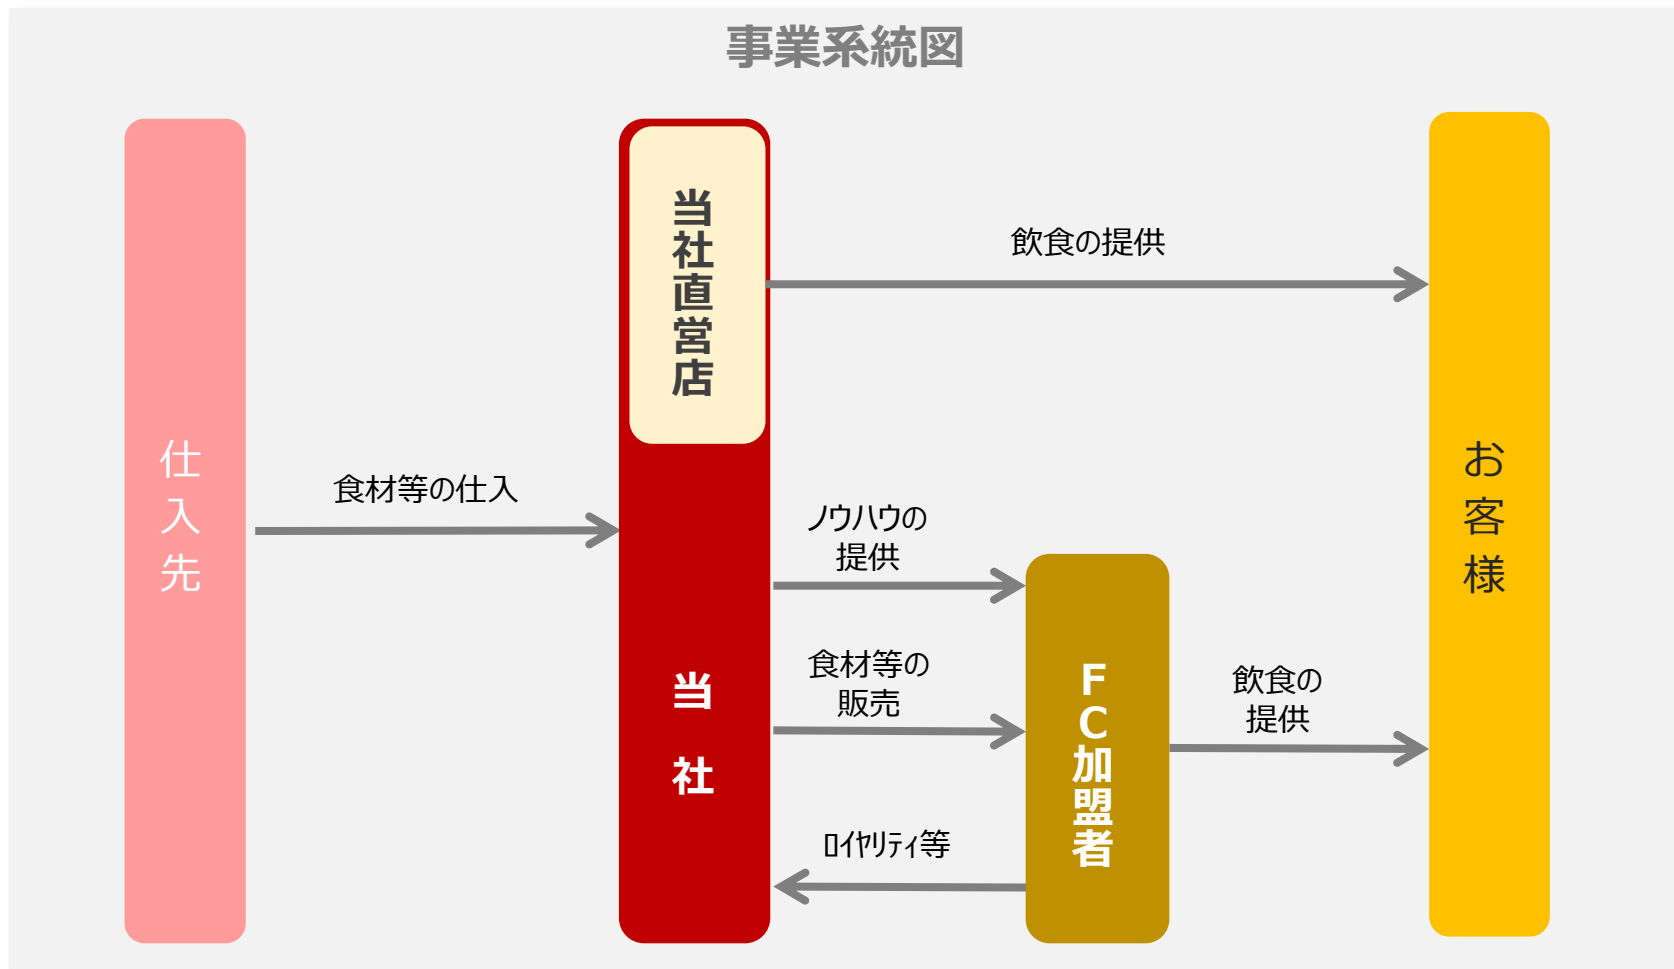 事業系統図
仕入先
食材等の仕入
当社直営店
当社
飲食の提供
ノウハウの
提供
食材等の
販売
ﾛｲﾔﾘﾃｨ等
FC加盟者
飲食の
提供
お客様